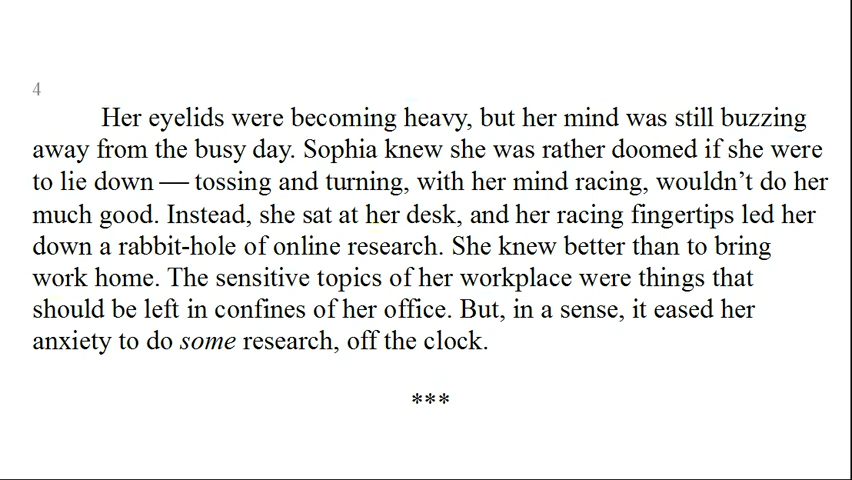 4
Her eyelids were becoming heavy, but her mind was still buzzing
away from the busy day. Sophia knew she was rather doomed if she were
to lie down — tossing and turning, with her mind racing, wouldn’t do her
much good. Instead, she sat at her desk, and her racing fingertips led her
down a rabbit-hole of online research. She knew better than to bring
work home. The sensitive topics of her workplace were things that
should be left in confines of her office. But, in a sense, it eased her
anxiety to do some research, off the clock.
***